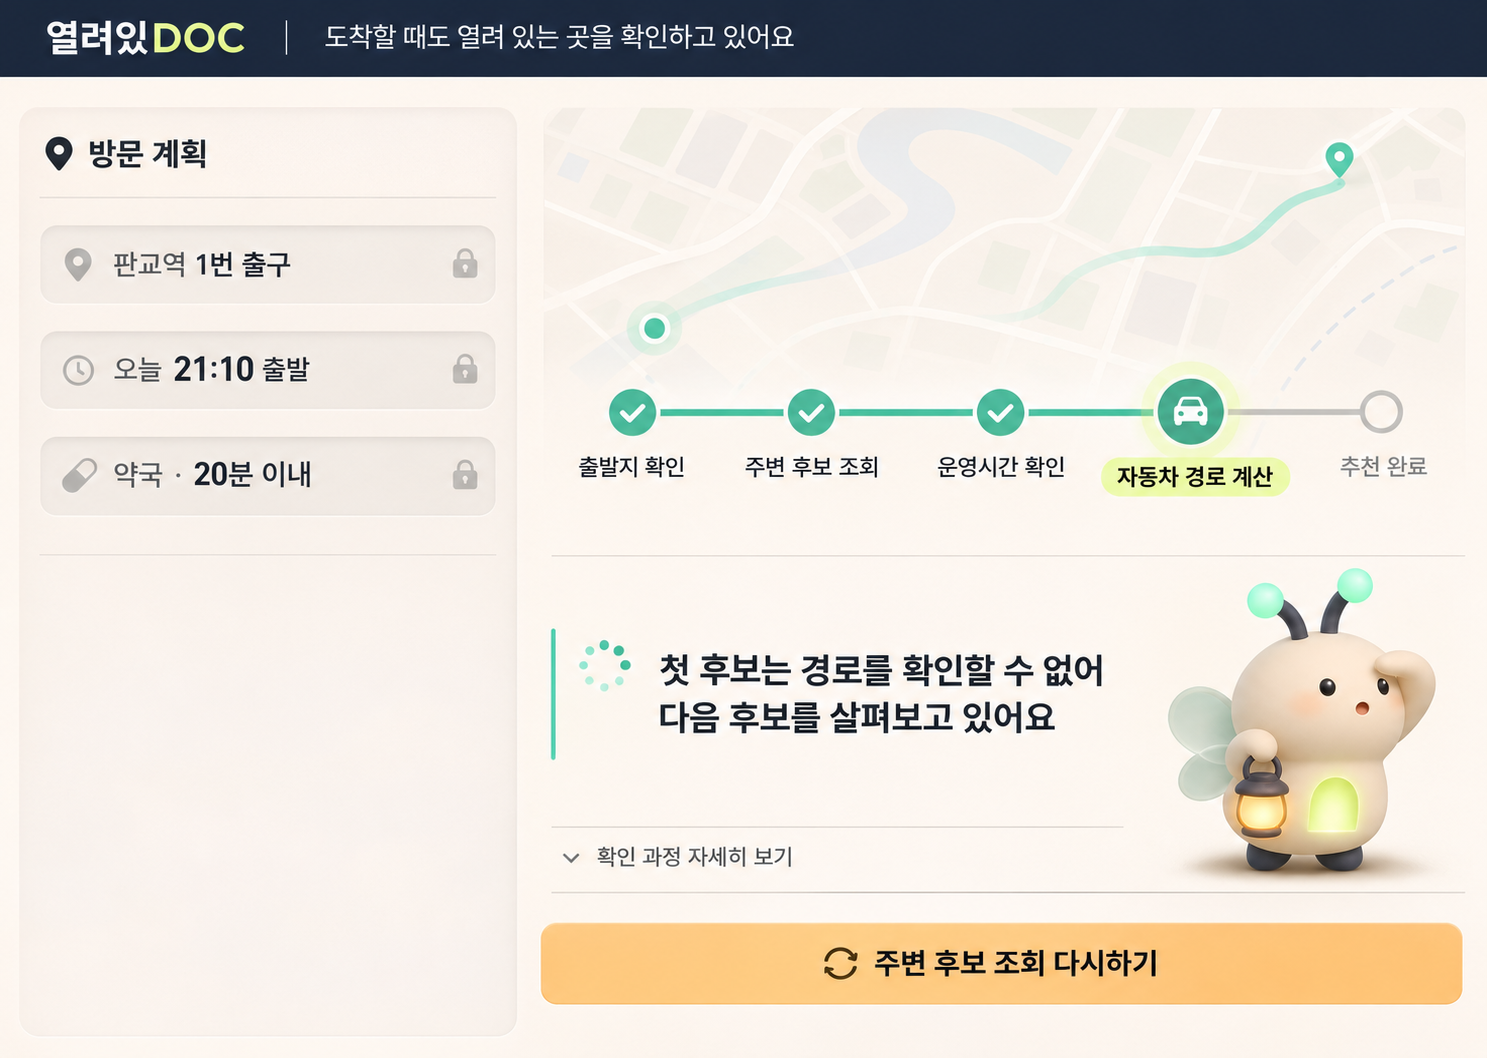 열려있DOC
도착할 때도 열려 있는 곳을 확인하고 있어요
방문 계획
판교역 1번 출구
오늘 21:10 출발
약국 · 20분 이내
출발지 확인
주변 후보 조회
운영시간 확인
자동차 경로 계산
추천 완료
첫 후보는 경로를 확인할 수 없어
다음 후보를 살펴보고 있어요
확인 과정 자세히 보기
주변 후보 조회 다시하기